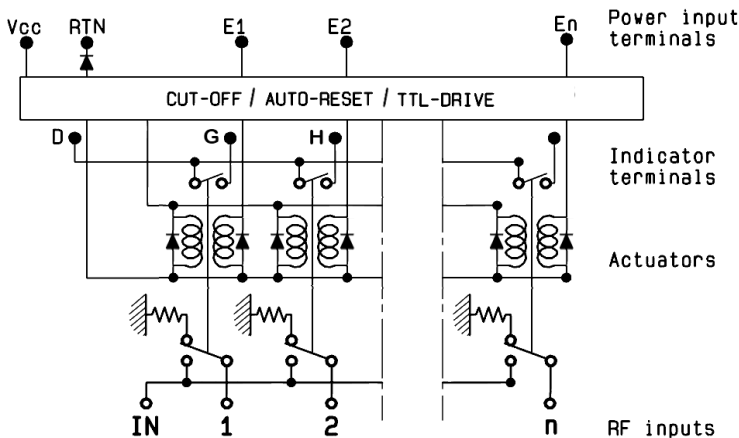 Vcc RTN E1 E2 En Power input
terminals
CUT-OFF / AUTO-RESET / TTL-DRIVE
D G H Indicator
terminals
Actuators
IN 1 2 n RF inputs